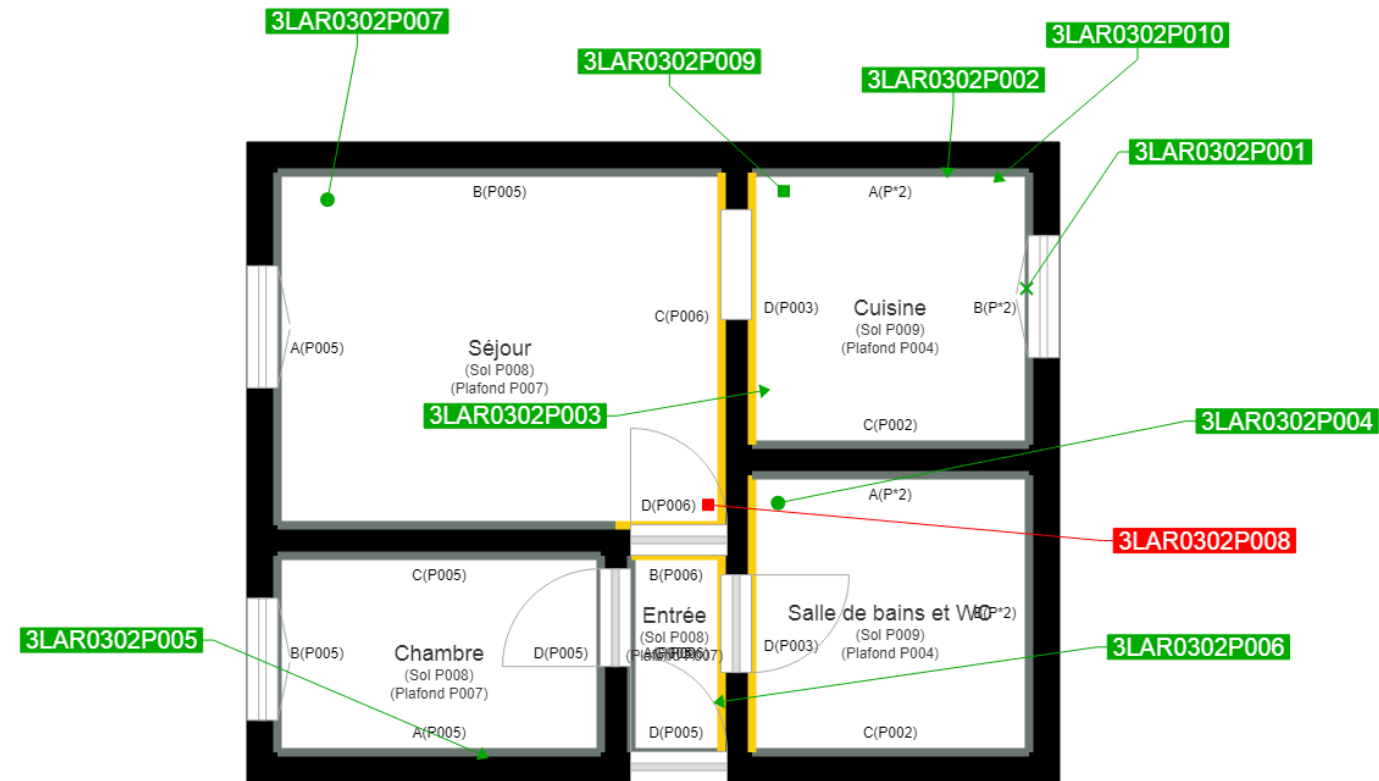 3LAR0302P007
3LAR0302P010
3LAR0302P009
3LAR0302P002
3LAR0302P001
B(P005)
A(P*2)
C(P006)
D(P003)
Cuisine
B(P*2)
(Sol P009)
(Plafond P004)
A(P005)
Séjour
(Sol P008)
(Plafond P007)
3LAR0302P003
C(P002)
3LAR0302P004
A(P*2)
D(P006)
3LAR0302P008
C(P005)
B(P006)
Entrée
(Sol P008)
Salle de bains et WC
B(P*2)
(Sol P009)
(Plafond P004)
D(P003)
3LAR0302P005
B(P005)
Chambre
(Sol P008)
(Plafond P007)
D(P005)
3LAR0302P006
A(P005)
D(P005)
C(P002)